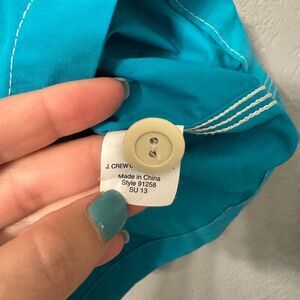 J. CREW
Made in China
Style 91258
SU 13